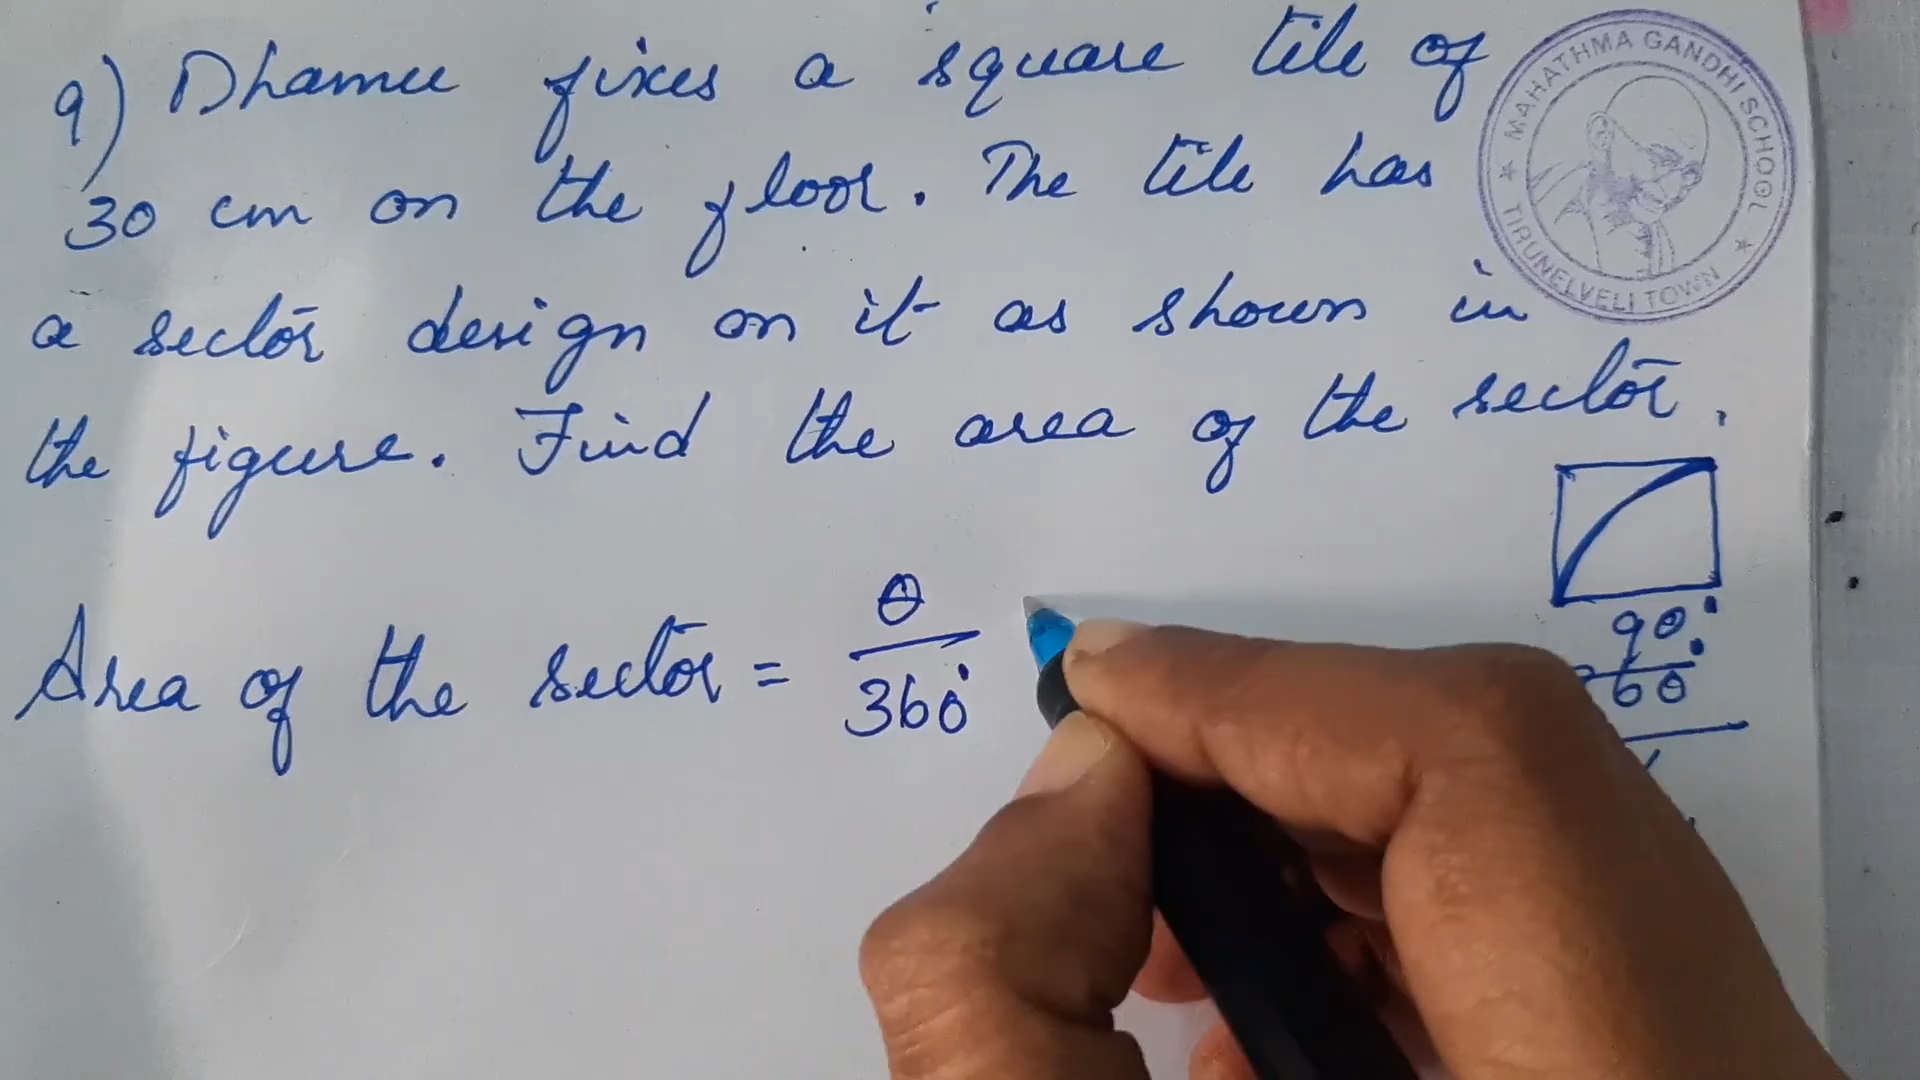 9) Dhamu fixes a square tile of
30 cm on the floor. The tile has
a sector design on it as shown in
the figure. Find the area of the sector.
Area of the sector = θ / 360°
90°
60
MAHATHMA GANDHI SCHOOL
TIRUNELVELI TOWN